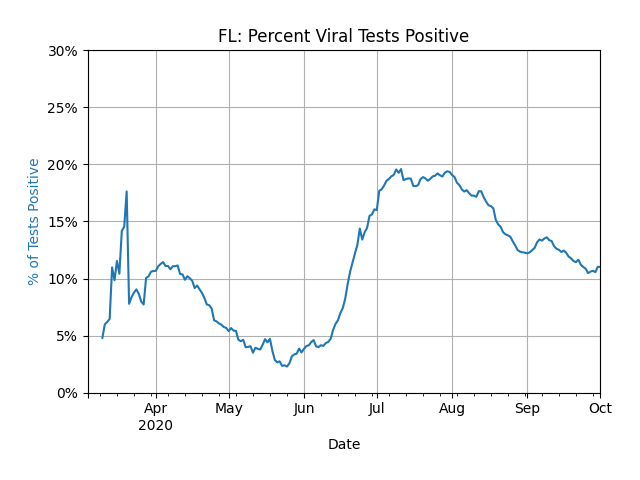 FL: Percent Viral Tests Positive
30%
25%
20%
15%
10%
5%
0%
% of Tests Positive
Apr May Jun Jul Aug Sep Oct
2020
Date